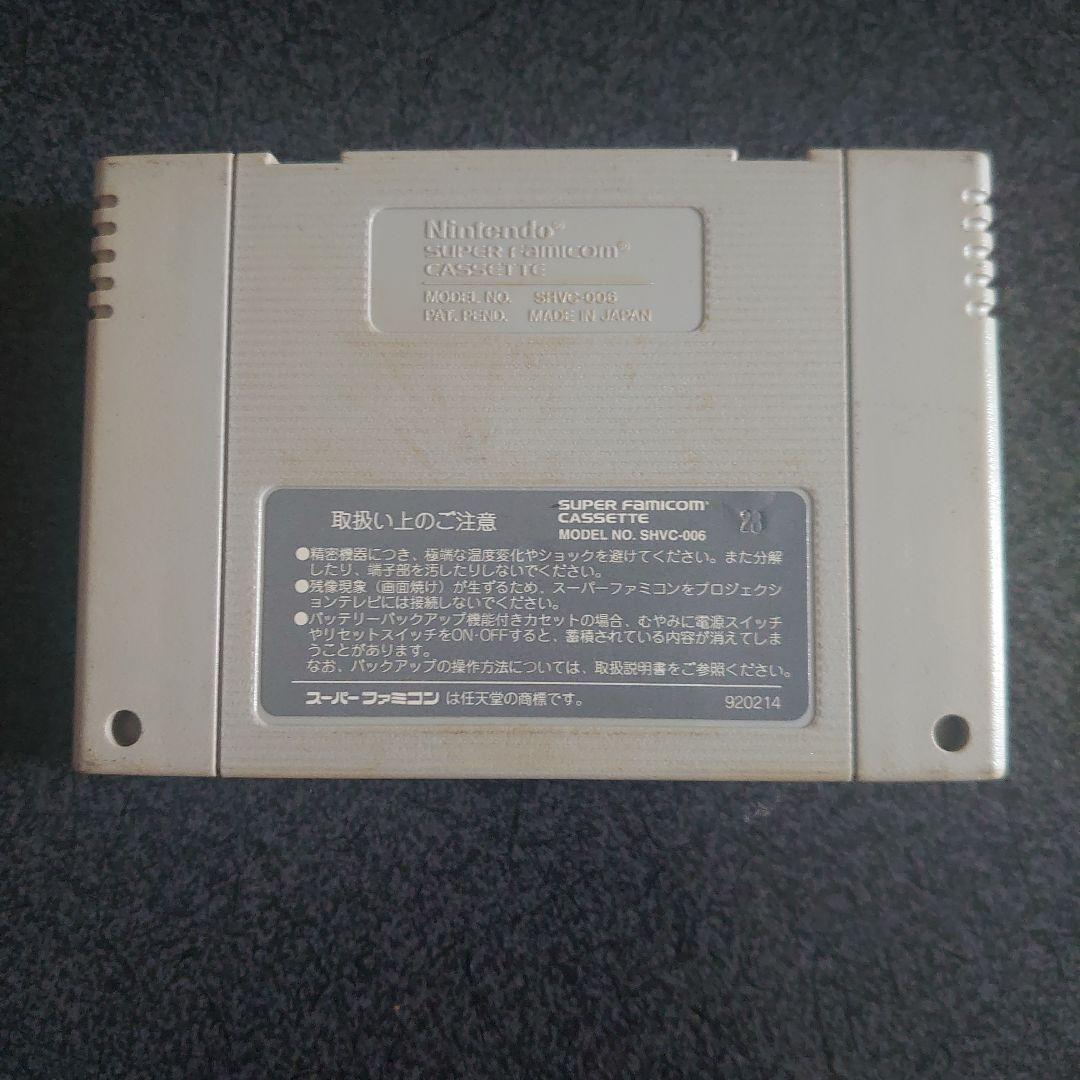 Nintendo®
SUPER Famicom®
CASSETTE
MODEL NO. SHVC-006
PAT. PEND. MADE IN JAPAN
取扱い上のご注意
SUPER Famicom®
CASSETTE
MODEL NO. SHVC-006
28
●精密機器につき、極端な温度変化やショックを避けてください。また分解
したり、端子部を汚したりしないでください。
●残像現象（画面焼け）が生ずるため、スーパーファミコンをプロジェクシ
ョンテレビには接続しないでください。
●バッテリーバックアップ機能付きカセットの場合、むやみに電源スイッチ
やリセットスイッチをON·OFFすると、蓄積されている内容が消えてしま
うことがあります。
なお、バックアップの操作方法については、取扱説明書をご参照ください。
スーパーファミコン は任天堂の商標です。
920214